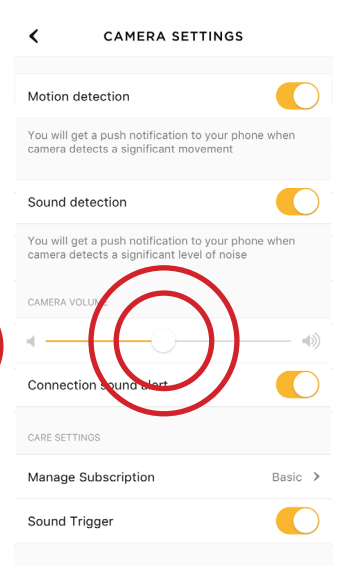 CAMERA SETTINGS
Motion detection
You will get a push notification to your phone when
camera detects a significant movement
Sound detection
You will get a push notification to your phone when
camera detects a significant level of noise
CAMERA VOLUME
Connection sound alert
CARE SETTINGS
Manage Subscription Basic
Sound Trigger